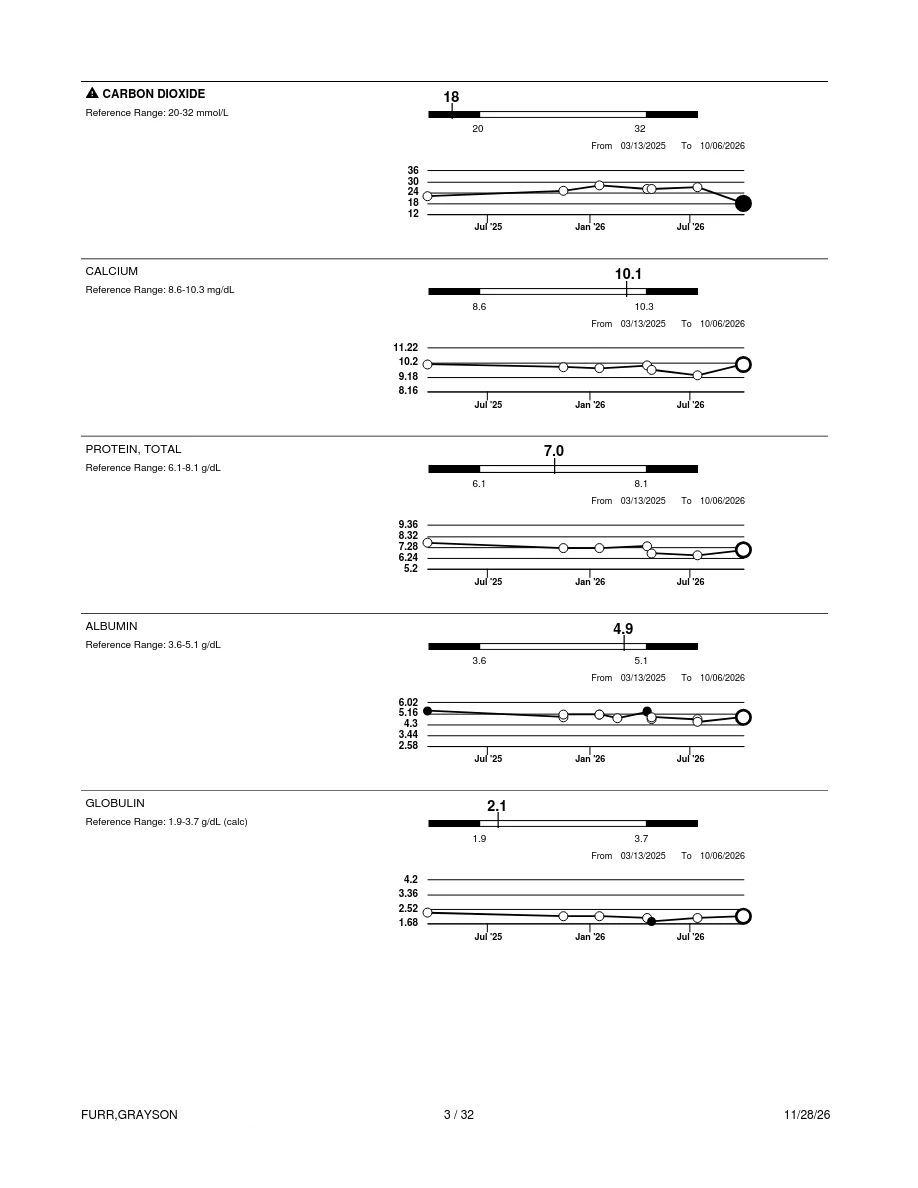 CARBON DIOXIDE
Reference Range: 20-32 mmol/L
18
20 32
From 03/13/2025 To 10/06/2026
36
30
24
18
12
Jul '25 Jan '26 Jul '26
CALCIUM
Reference Range: 8.6-10.3 mg/dL
10.1
8.6 10.3
From 03/13/2025 To 10/06/2026
11.22
10.2
9.18
8.16
Jul '25 Jan '26 Jul '26
PROTEIN, TOTAL
Reference Range: 6.1-8.1 g/dL
7.0
6.1 8.1
From 03/13/2025 To 10/06/2026
9.36
8.32
7.28
6.24
5.2
Jul '25 Jan '26 Jul '26
ALBUMIN
Reference Range: 3.6-5.1 g/dL
4.9
3.6 5.1
From 03/13/2025 To 10/06/2026
6.02
5.16
4.3
3.44
2.58
Jul '25 Jan '26 Jul '26
GLOBULIN
Reference Range: 1.9-3.7 g/dL (calc)
2.1
1.9 3.7
From 03/13/2025 To 10/06/2026
4.2
3.36
2.52
1.68
Jul '25 Jan '26 Jul '26
FURR,GRAYSON 3 / 32 11/28/26